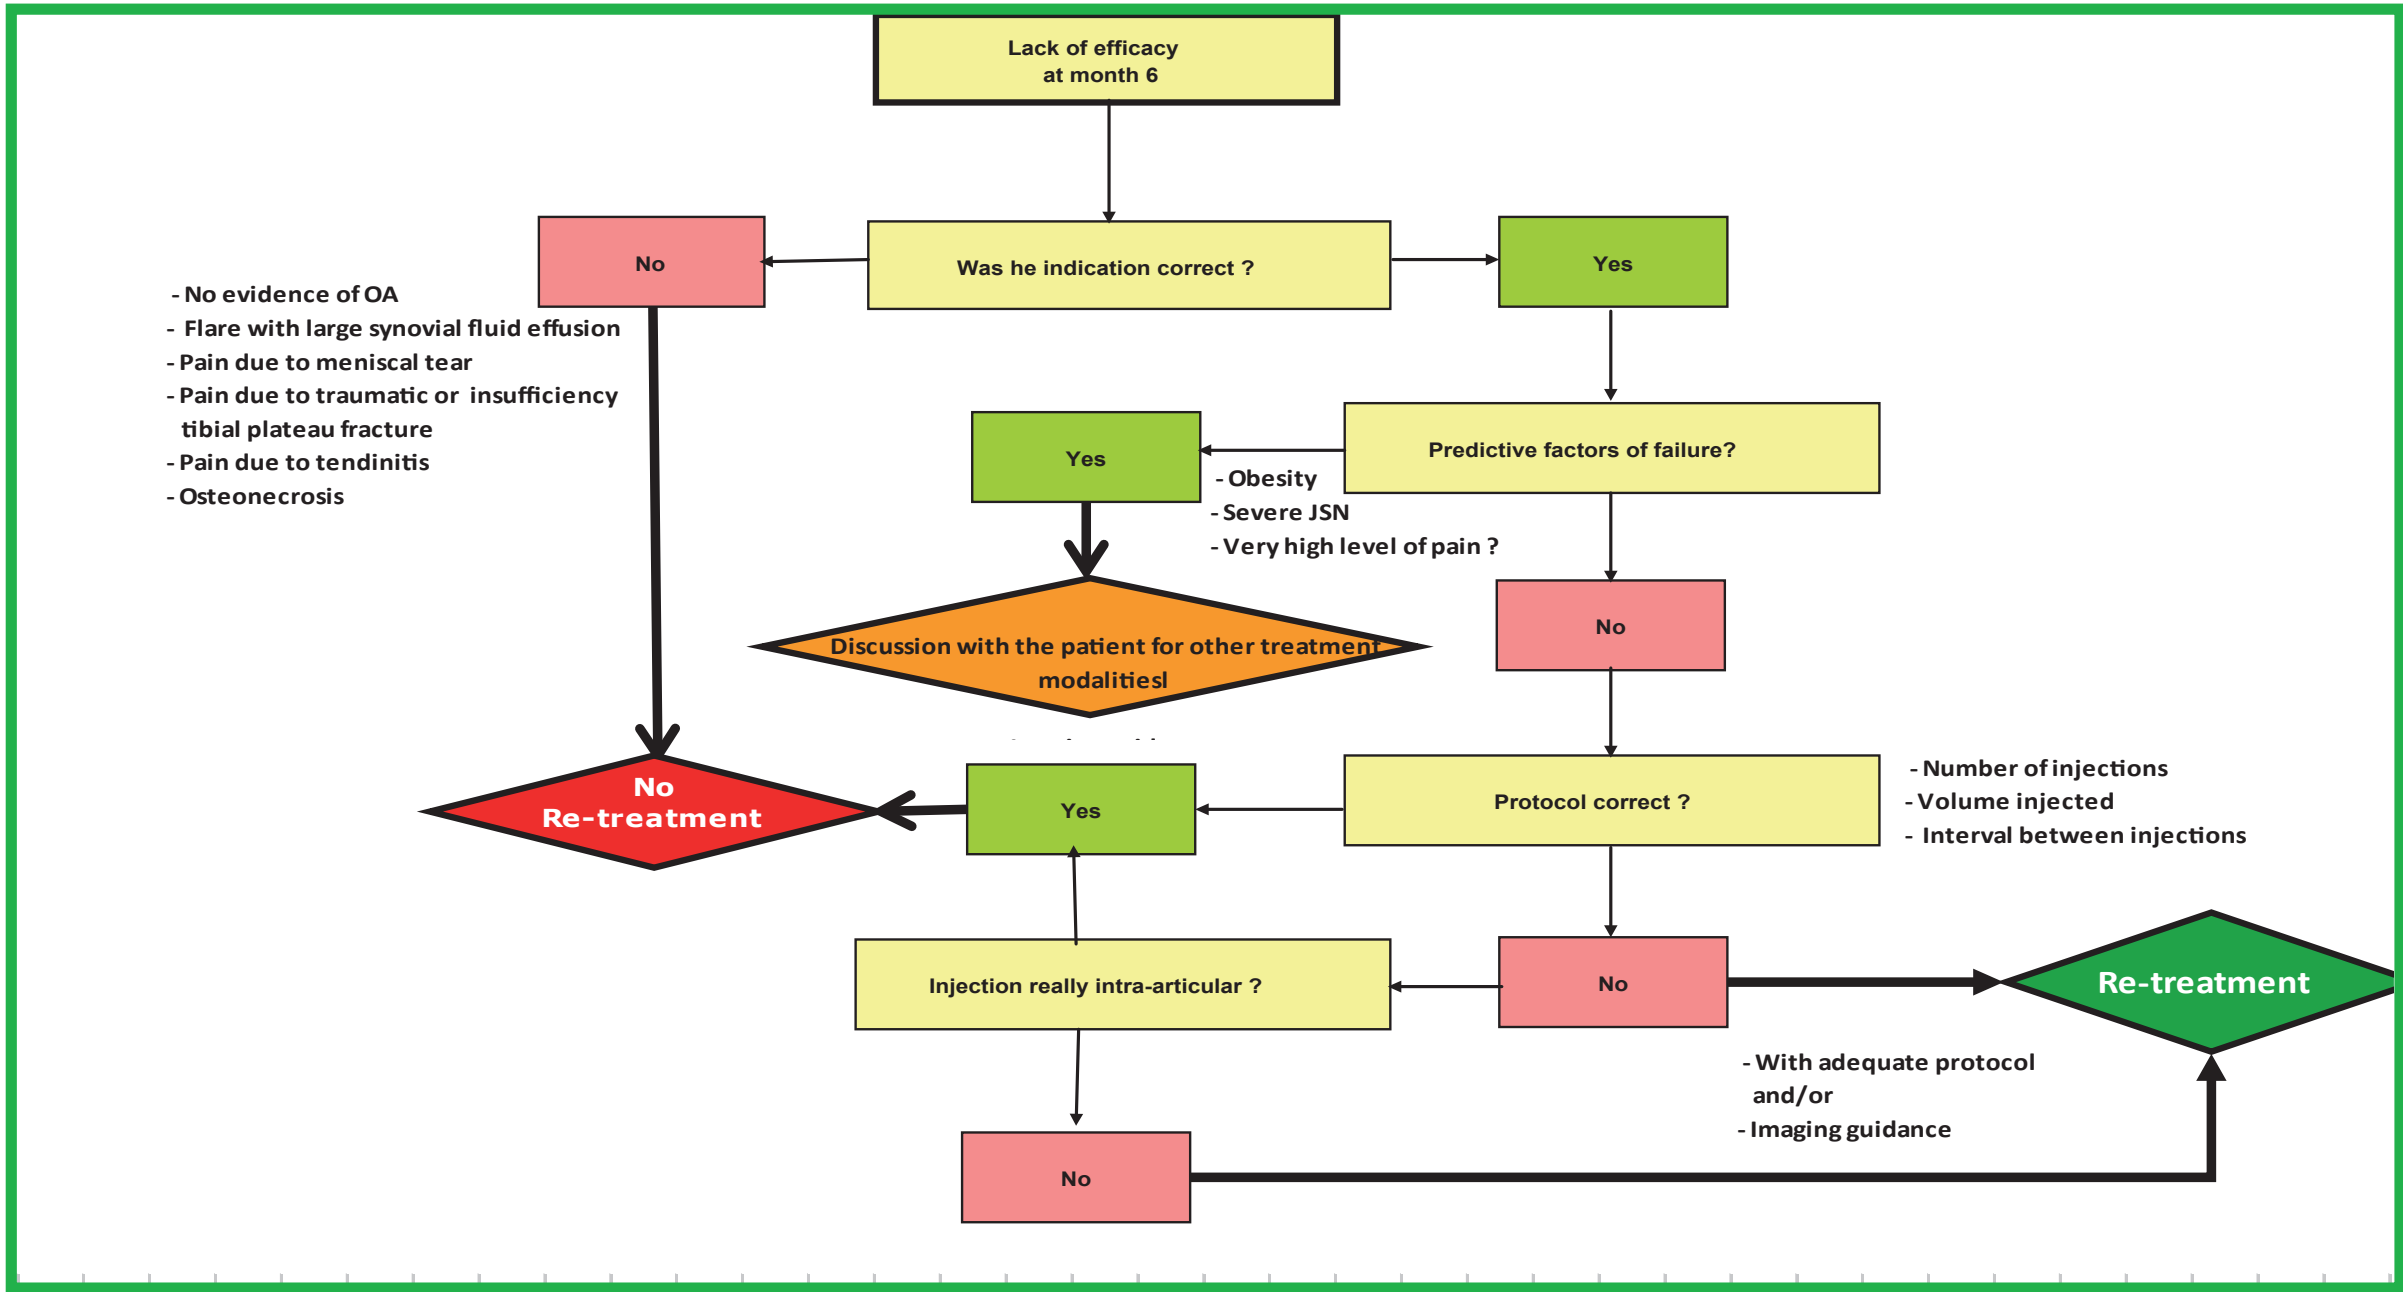 Lack of efficacy
at month 6
No
Was he indication correct ?
Yes
- No evidence of OA
- Flare with large synovial fluid effusion
- Pain due to meniscal tear
- Pain due to traumatic or insufficiency
tibial plateau fracture
- Pain due to tendinitis
- Osteonecrosis
Yes
Predictive factors of failure?
- Obesity
- Severe JSN
- Very high level of pain ?
Discussion with the patient for other treatment
modalitiesl
No
No
Re-treatment
Yes
Protocol correct ?
- Number of injections
- Volume injected
- Interval between injections
Injection really intra-articular ?
No
Re-treatment
- With adequate protocol
and/or
- Imaging guidance
No